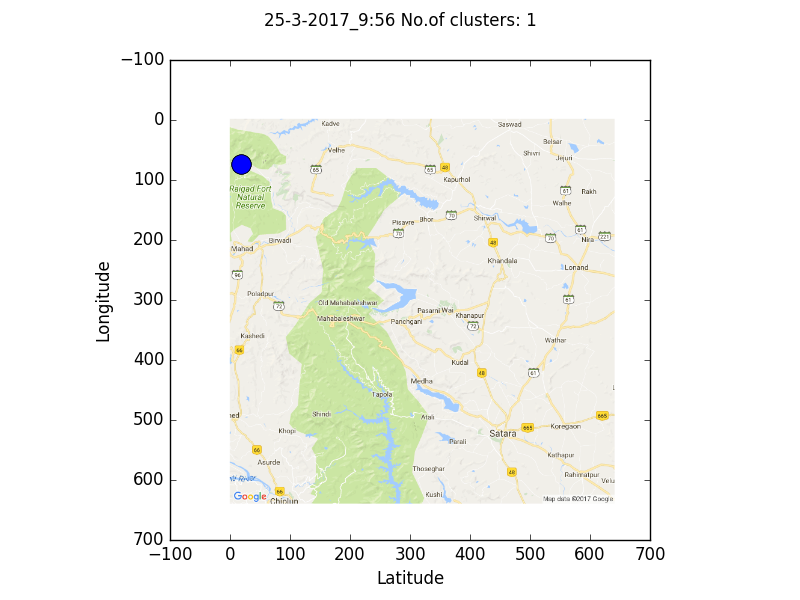 25-3-2017_9:56 No.of clusters: 1
−100
0
100
200
300
400
500
600
700
−100
0
100
200
300
400
500
600
700
Latitude
Longitude
Kadve
Saswad
Belsar
Velhe
Shivri
Jejuri
65
65
48
Kapurhol
61
Rakh
Raigad Fort
Natural
Reserve
Walhe
Pisavre
Bhor
70
Shirwal
61
70
70
221
Birwadi
48
Nira
Mahad
Khandala
96
Lonand
Poladpur
72
Old Mahabaleshwar
61
Pasarni
Wai
Mahabaleshwar
Panchgani
Khanapur
72
Kashedi
Wathar
66
Kudal
48
61
Medha
Tapola
Shindi
Atali
665
Khopi
Satara
665
Koregaon
Parali
66
Kathapur
Asurde
Thoseghar
48
Rahimatpur
66
Kushi
Google
Chiplun
Map data ©2017 Google